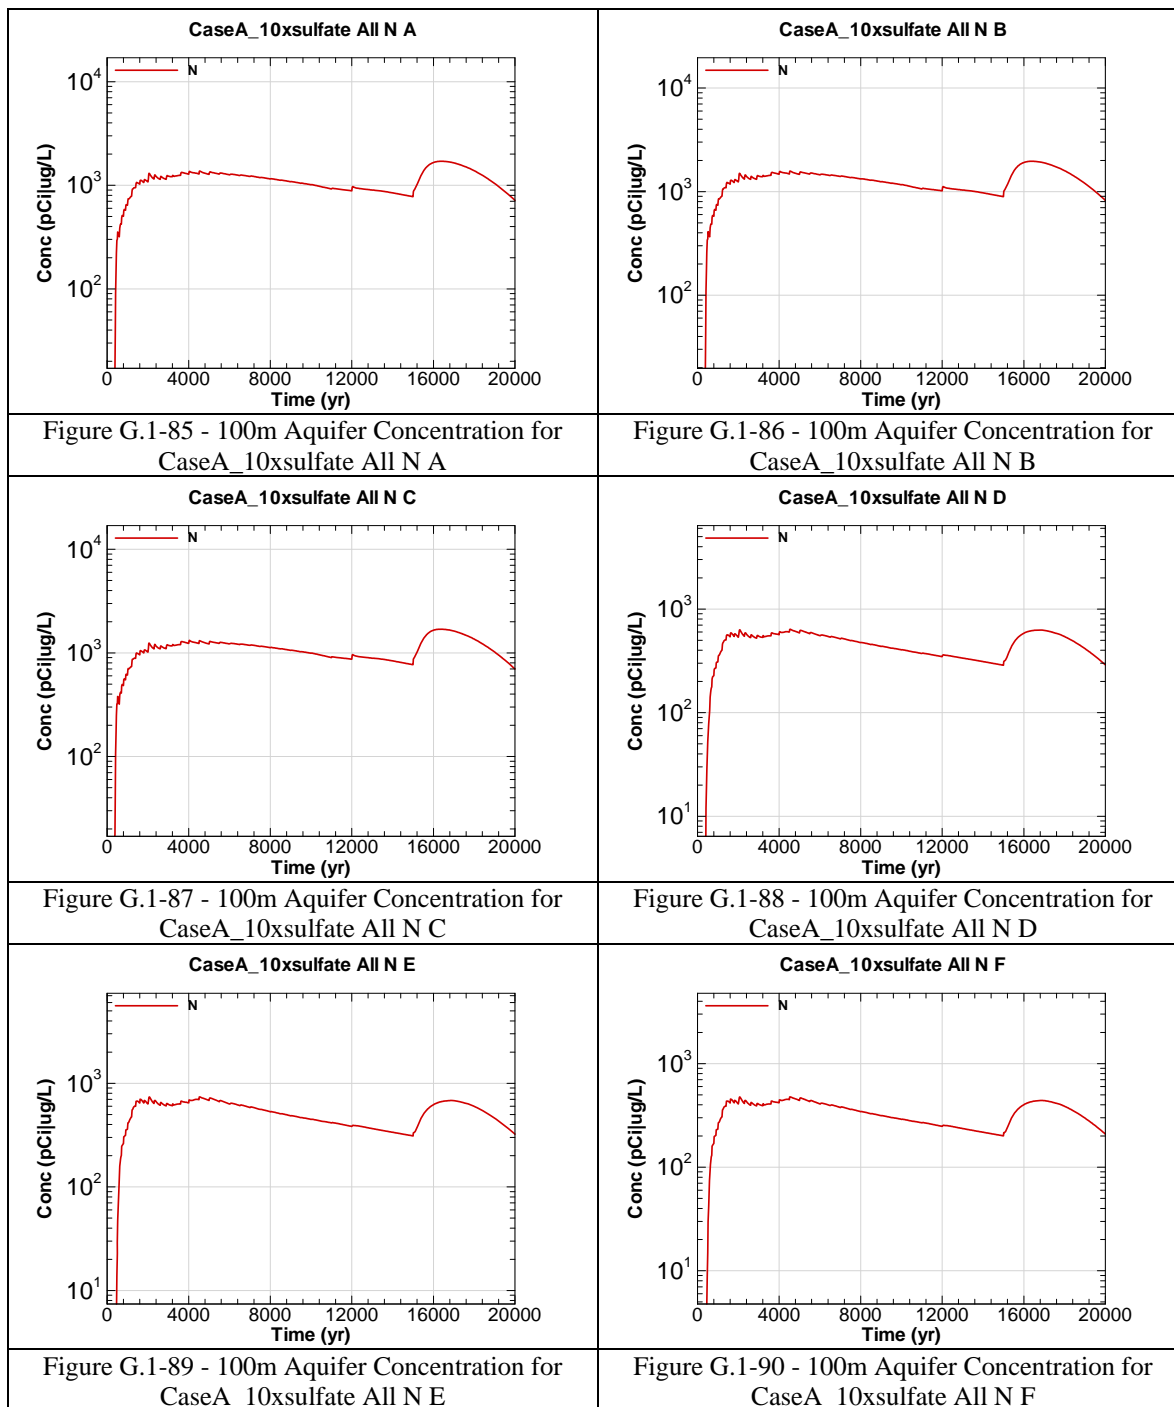 CaseA_10xsulfate All N A
N
10^4
10^3
10^2
Conc (pCi|ug/L)
0 4000 8000 12000 16000 20000
Time (yr)
Figure G.1-85 - 100m Aquifer Concentration for
CaseA_10xsulfate All N A
CaseA_10xsulfate All N B
N
10^4
10^3
10^2
Conc (pCi|ug/L)
0 4000 8000 12000 16000 20000
Time (yr)
Figure G.1-86 - 100m Aquifer Concentration for
CaseA_10xsulfate All N B
CaseA_10xsulfate All N C
N
10^4
10^3
10^2
Conc (pCi|ug/L)
0 4000 8000 12000 16000 20000
Time (yr)
Figure G.1-87 - 100m Aquifer Concentration for
CaseA_10xsulfate All N C
CaseA_10xsulfate All N D
N
10^3
10^2
10^1
Conc (pCi|ug/L)
0 4000 8000 12000 16000 20000
Time (yr)
Figure G.1-88 - 100m Aquifer Concentration for
CaseA_10xsulfate All N D
CaseA_10xsulfate All N E
N
10^3
10^2
10^1
Conc (pCi|ug/L)
0 4000 8000 12000 16000 20000
Time (yr)
Figure G.1-89 - 100m Aquifer Concentration for
CaseA_10xsulfate All N E
CaseA_10xsulfate All N F
N
10^3
10^2
10^1
Conc (pCi|ug/L)
0 4000 8000 12000 16000 20000
Time (yr)
Figure G.1-90 - 100m Aquifer Concentration for
CaseA_10xsulfate All N F